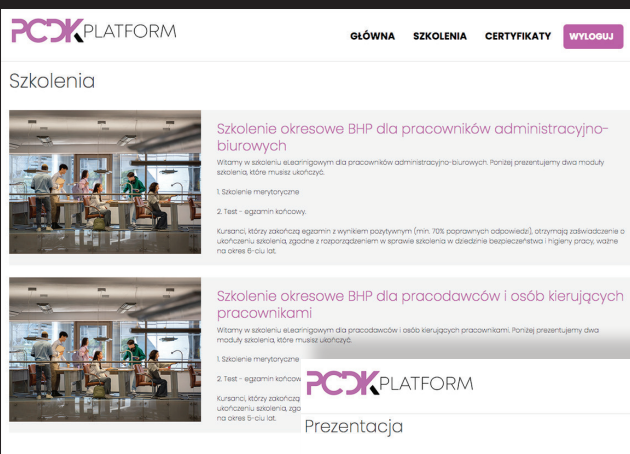 PCDK PLATFORM
GŁÓWNA SZKOLENIA CERTYFIKATY WYLOGUJ
Szkolenia
Szkolenie okresowe BHP dla pracowników administracyjno-
biurowych
Witamy w szkoleniu eLearinigowym dla pracowników administracyjno-biurowych. Poniżej prezentujemy dwa moduły
szkolenia, które musisz ukończyć.
1. Szkolenie merytoryczne
2. Test - egzamin końcowy.
Kursanci, którzy zakończą egzamin z wynikiem pozytywnym (min. 70% poprawnych odpowiedzi), otrzymają zaświadczenie o
ukończeniu szkolenia, zgodne z rozporządzeniem w sprawie szkolenia w dziedzinie bezpieczeństwa i higieny pracy, ważne
na okres 6-ciu lat.
Szkolenie okresowe BHP dla pracodawców i osób kierujących
pracownikami
Witamy w szkoleniu eLearinigowym dla pracodawców i osób kierujących pracownikami. Poniżej prezentujemy dwa
moduły szkolenia, które musisz ukończyć.
1. Szkolenie merytoryczne
2. Test - egzamin końcow
Kursanci, którzy zakończą
ukończeniu szkolenia, zgo
na okres 5-ciu lat.
PCDK PLATFORM
Prezentacja